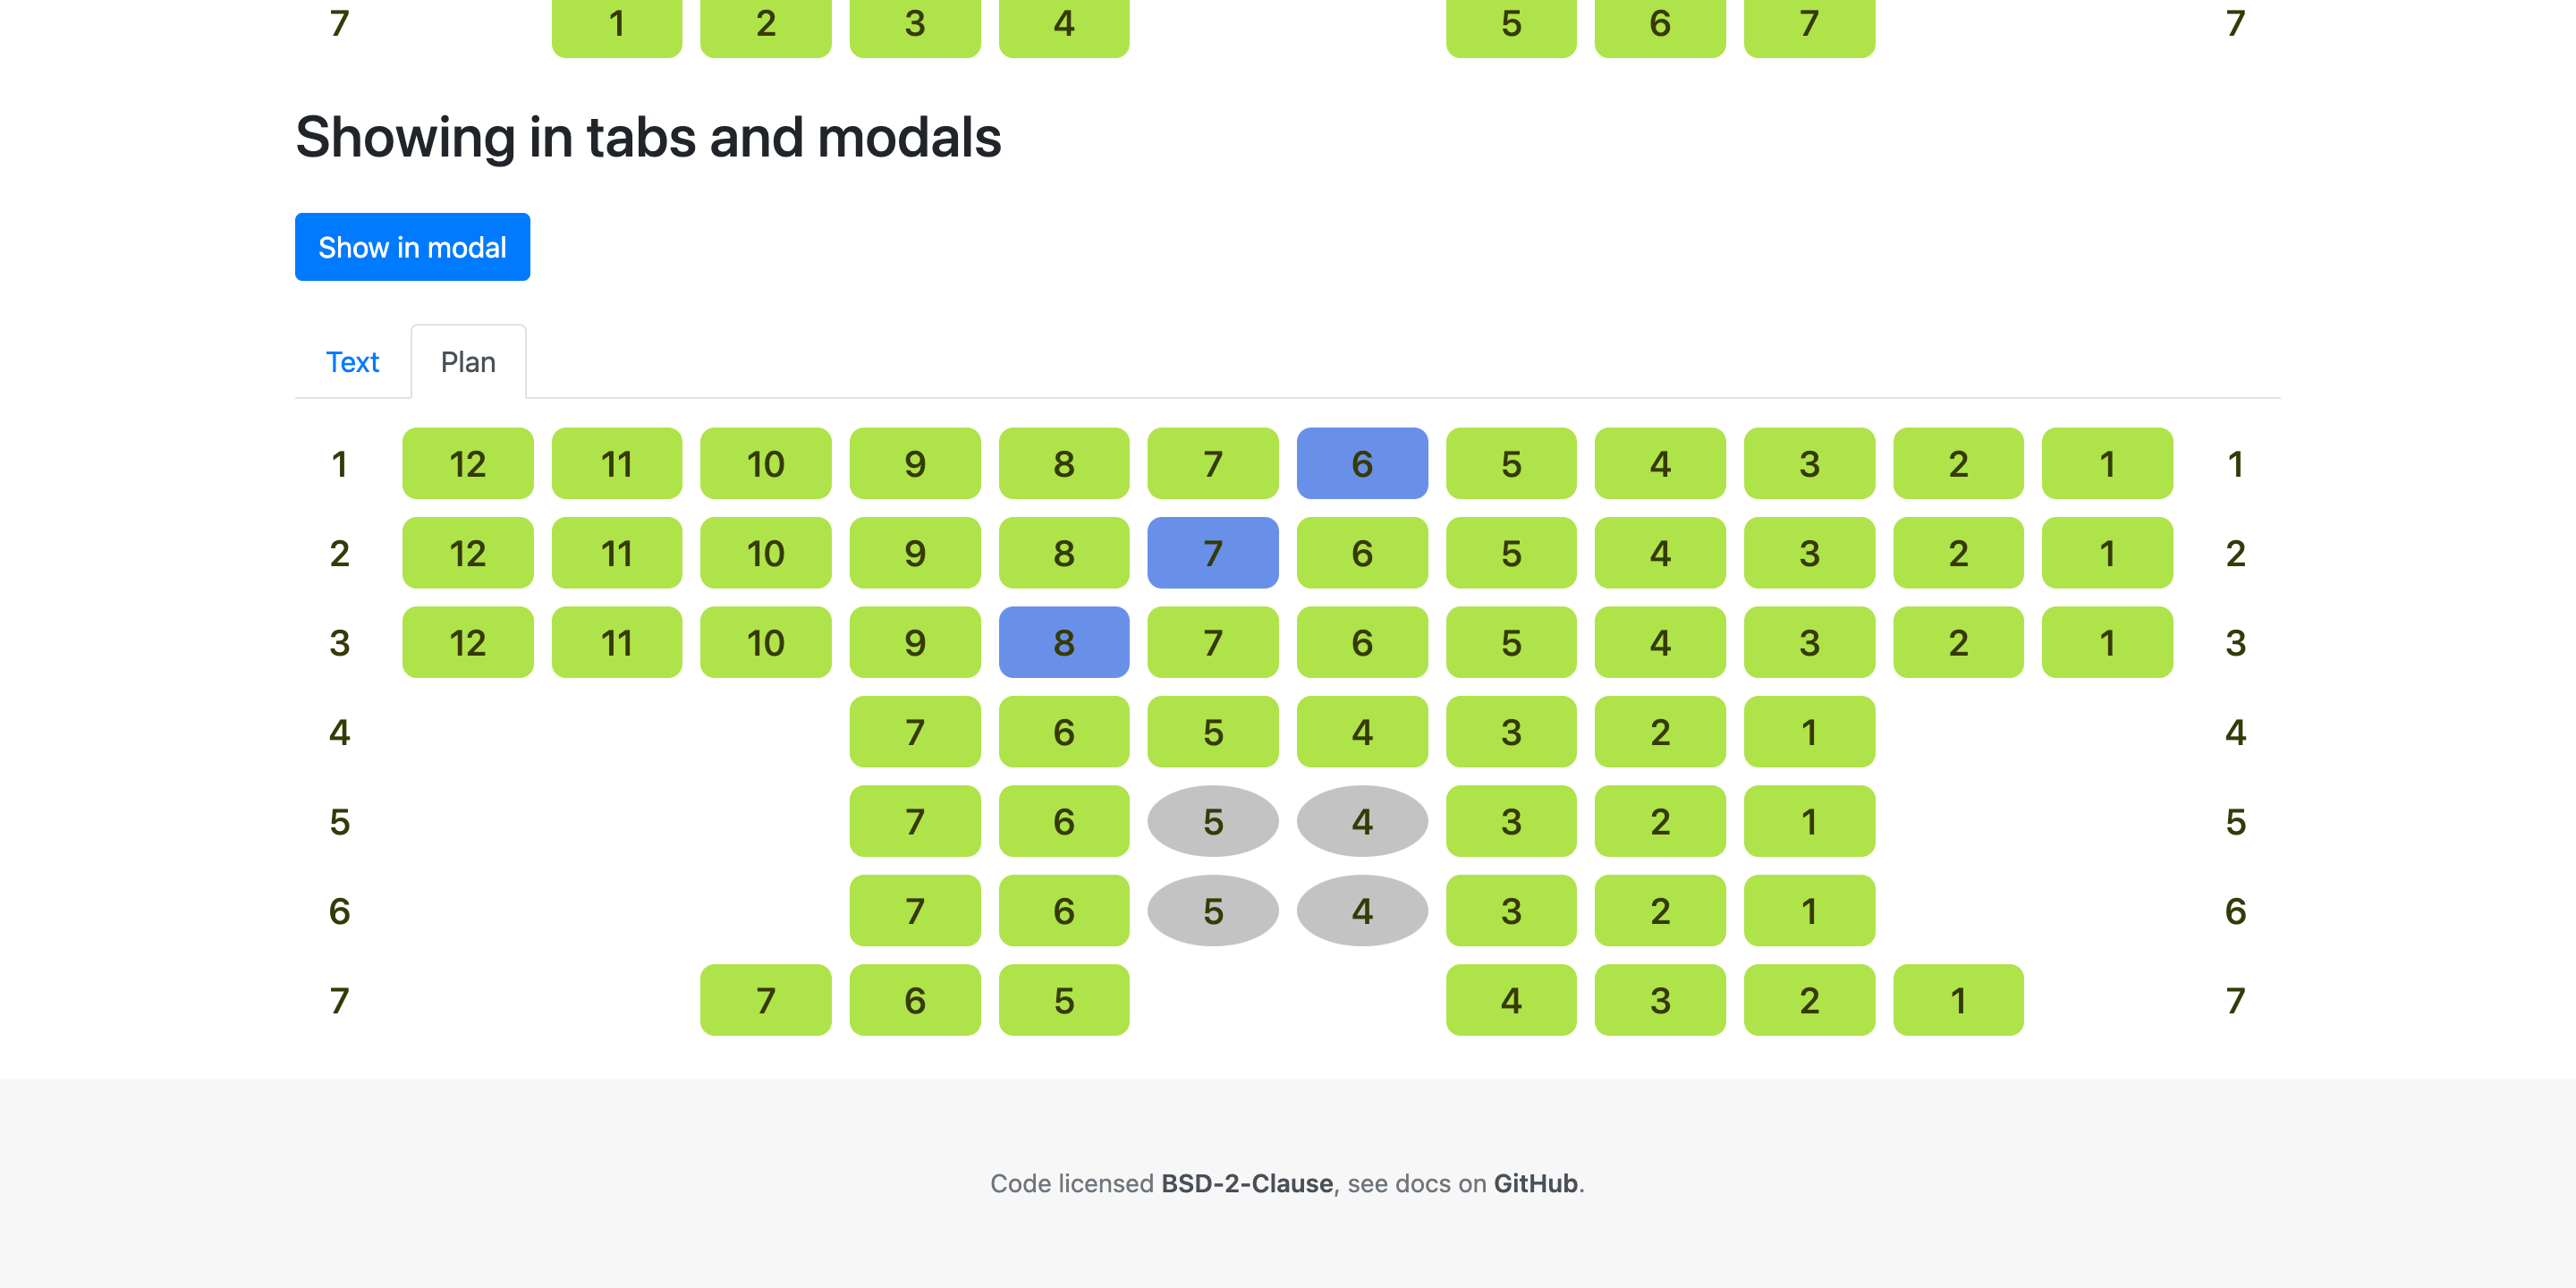 7 1 2 3 4 5 6 7 7
Showing in tabs and modals
Show in modal
Text Plan
1 12 11 10 9 8 7 6 5 4 3 2 1 1
2 12 11 10 9 8 7 6 5 4 3 2 1 2
3 12 11 10 9 8 7 6 5 4 3 2 1 3
4 7 6 5 4 3 2 1 4
5 7 6 5 4 3 2 1 5
6 7 6 5 4 3 2 1 6
7 7 6 5 4 3 2 1 7
Code licensed BSD-2-Clause, see docs on GitHub.